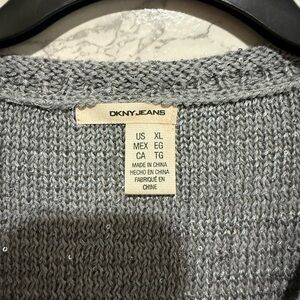 DKNY JEANS
US XL
MEX EG
CA TG
MADE IN CHINA
HECHO EN CHINA
FABRIQUÉ EN
CHINE